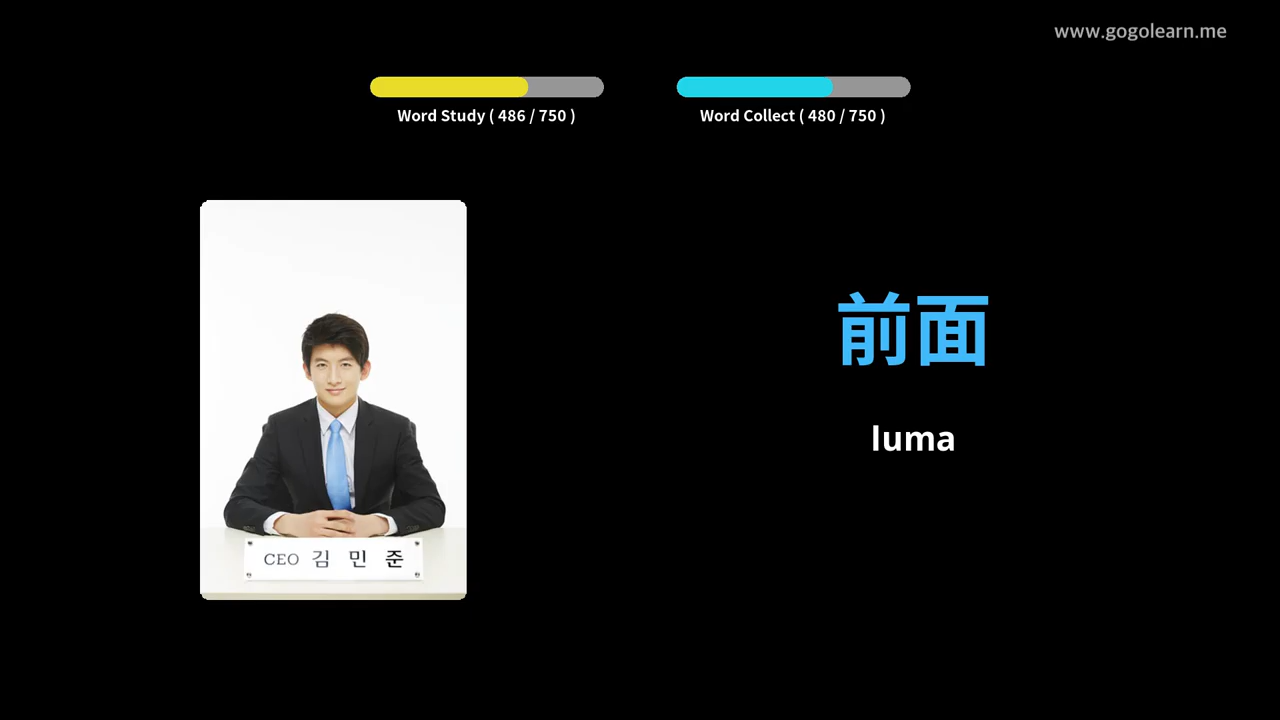 www.gogolearn.me
Word Study ( 486 / 750 )
Word Collect ( 480 / 750 )
前面
luma
CEO 김 민 준